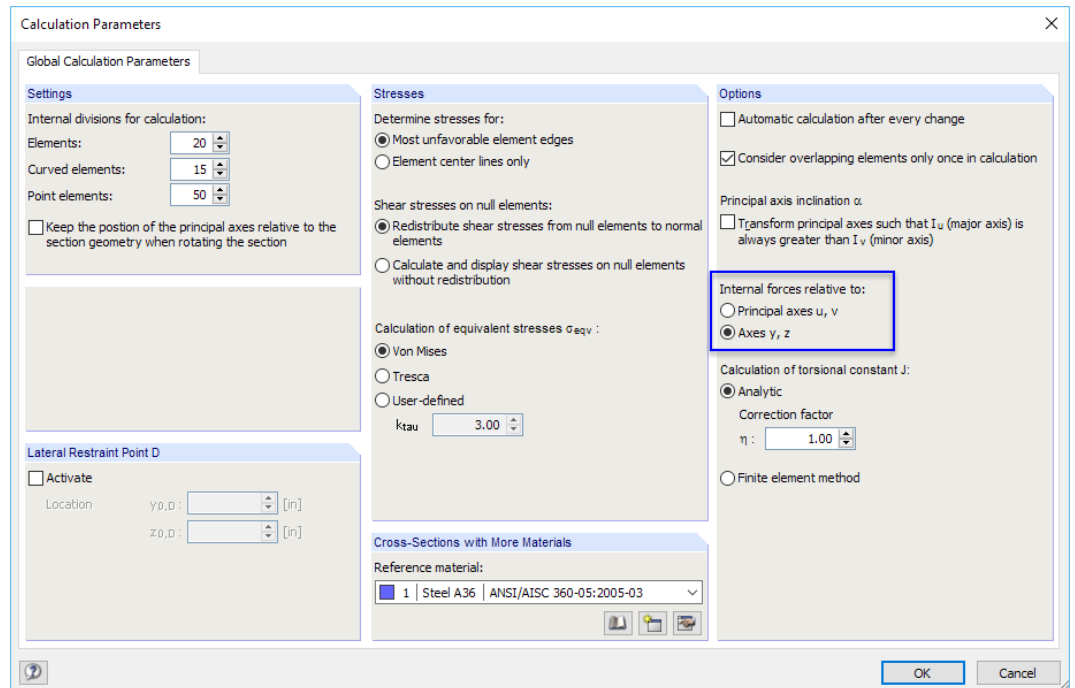 Calculation Parameters
Global Calculation Parameters
Settings
Internal divisions for calculation:
Elements: 20
Curved elements: 15
Point elements: 50
Keep the postion of the principal axes relative to the
section geometry when rotating the section
Lateral Restraint Point D
Activate
Location y0,D : [in]
z0,D : [in]
Stresses
Determine stresses for:
Most unfavorable element edges
Element center lines only
Shear stresses on null elements:
Redistribute shear stresses from null elements to normal
elements
Calculate and display shear stresses on null elements
without redistribution
Calculation of equivalent stresses σeqv :
Von Mises
Tresca
User-defined
ktau 3.00
Cross-Sections with More Materials
Reference material:
1 | Steel A36 | ANSI/AISC 360-05:2005-03
Options
Automatic calculation after every change
Consider overlapping elements only once in calculation
Principal axis inclination α
Transform principal axes such that Iu (major axis) is
always greater than Iv (minor axis)
Internal forces relative to:
Principal axes u, v
Axes y, z
Calculation of torsional constant J:
Analytic
Correction factor
η : 1.00
Finite element method
OK
Cancel